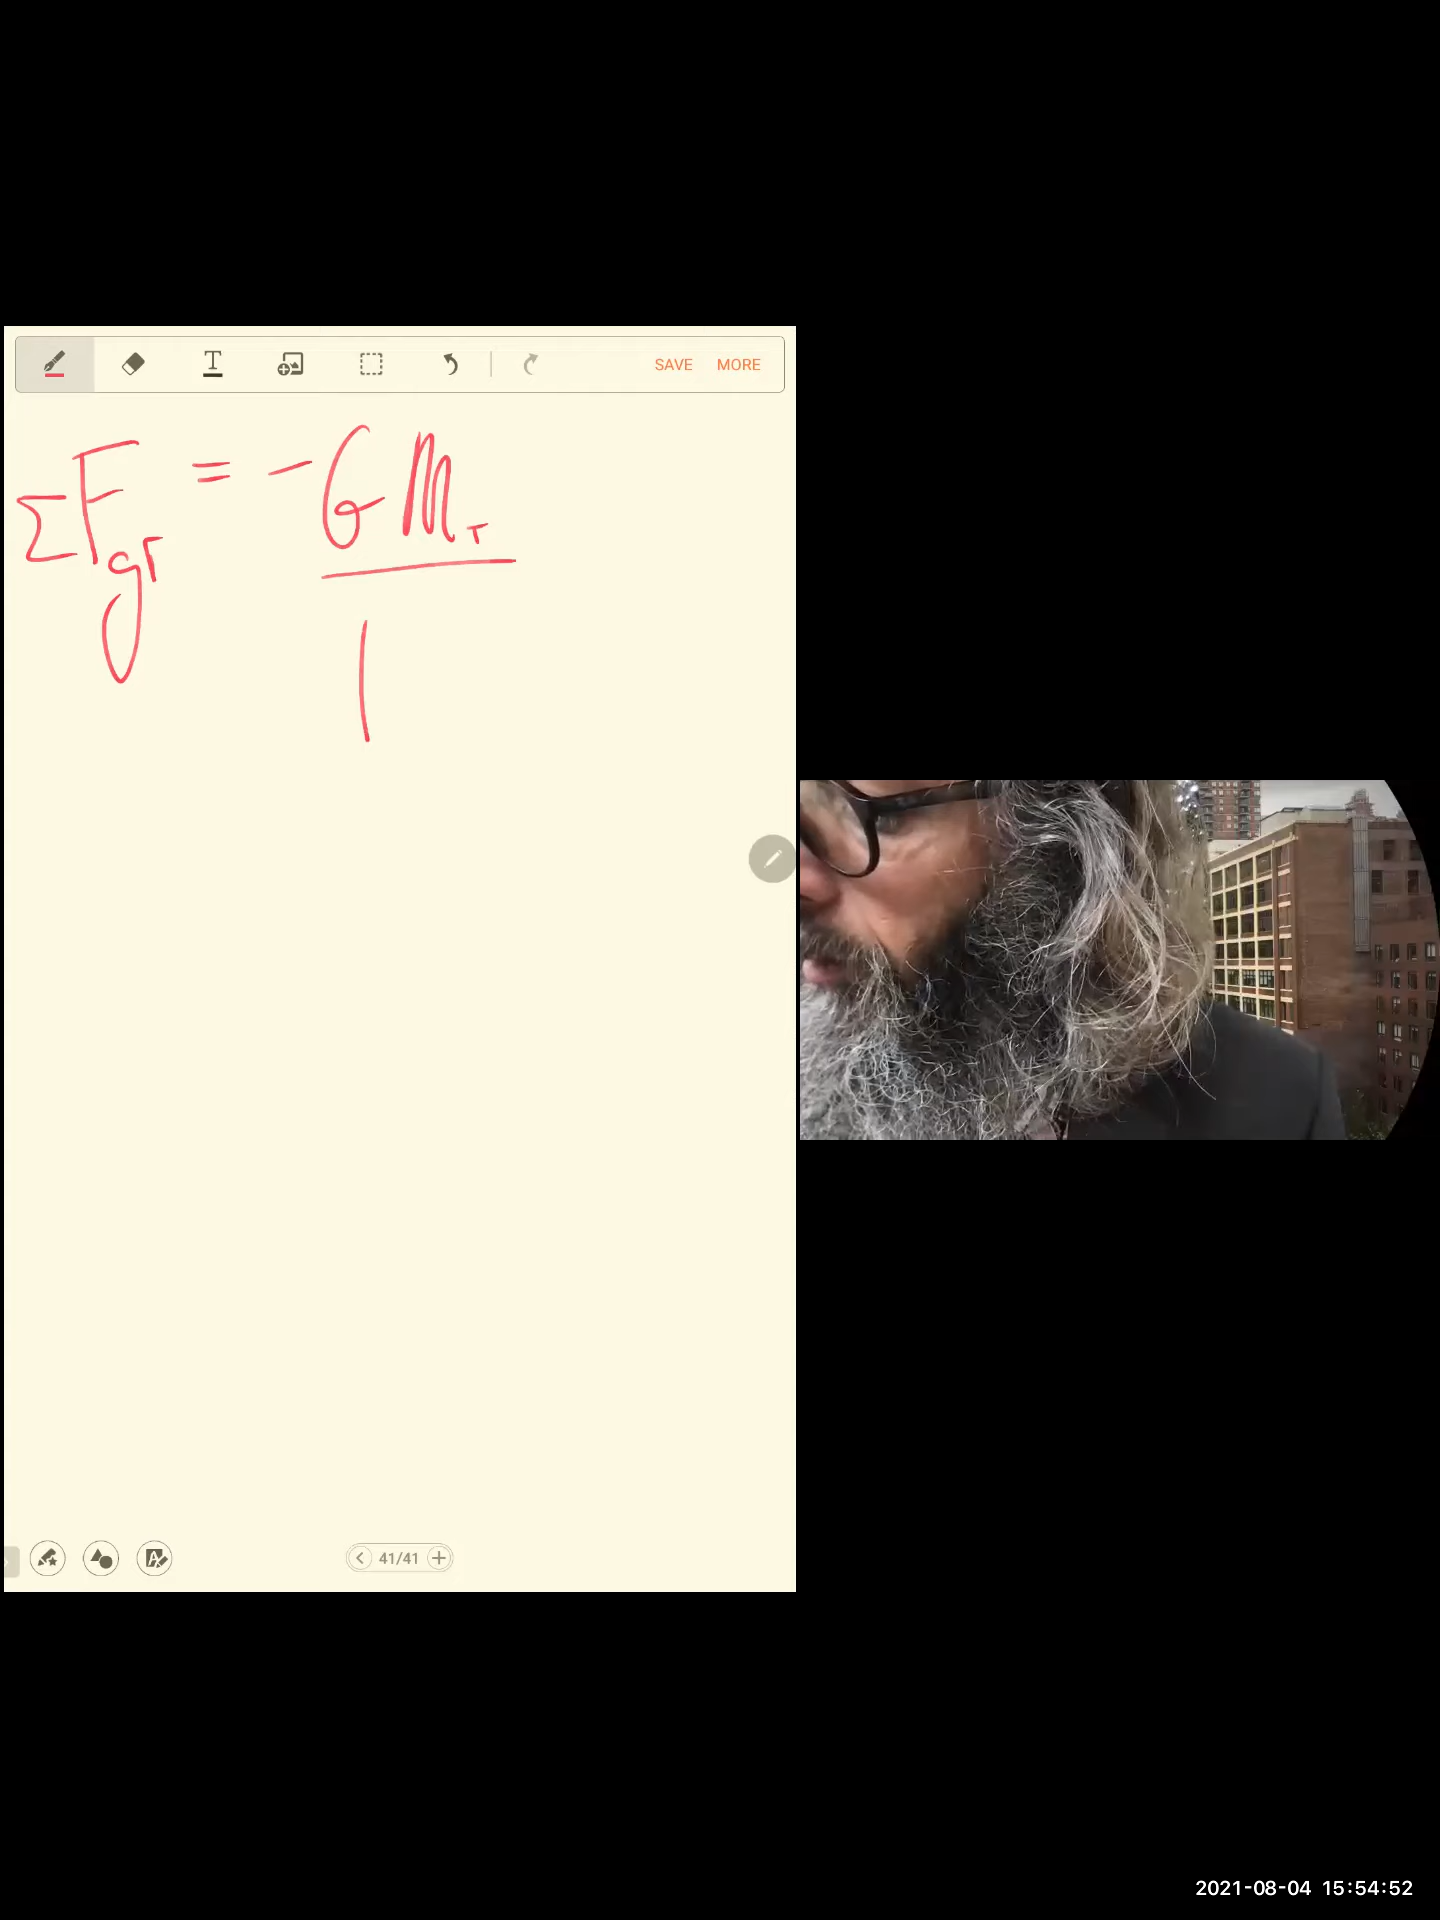 T
SAVE MORE
ΣF_gr = -GM_T
|
A
41/41
2021-08-04 15:54:52